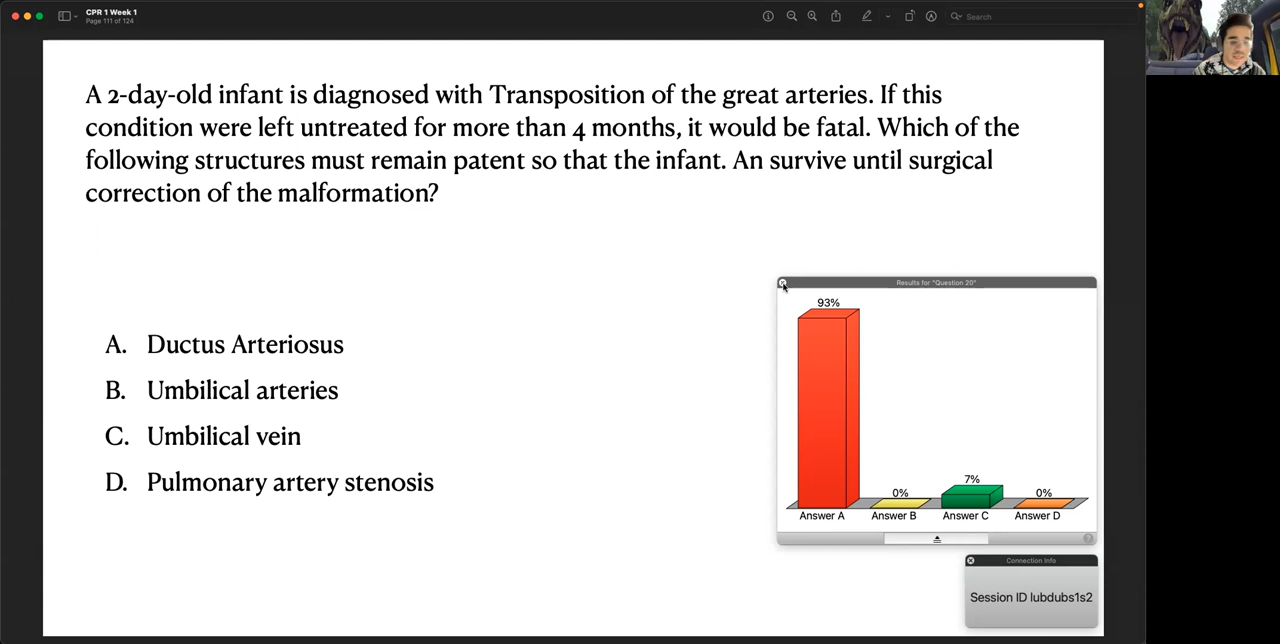 CPR 1 Week 1
Page 111 of 124
Search
A 2-day-old infant is diagnosed with Transposition of the great arteries. If this
condition were left untreated for more than 4 months, it would be fatal. Which of the
following structures must remain patent so that the infant. An survive until surgical
correction of the malformation?
A. Ductus Arteriosus
B. Umbilical arteries
C. Umbilical vein
D. Pulmonary artery stenosis
Results for "Question 20"
93%
0%
7%
0%
Answer A
Answer B
Answer C
Answer D
Connection Info
Session ID lubdubs1s2